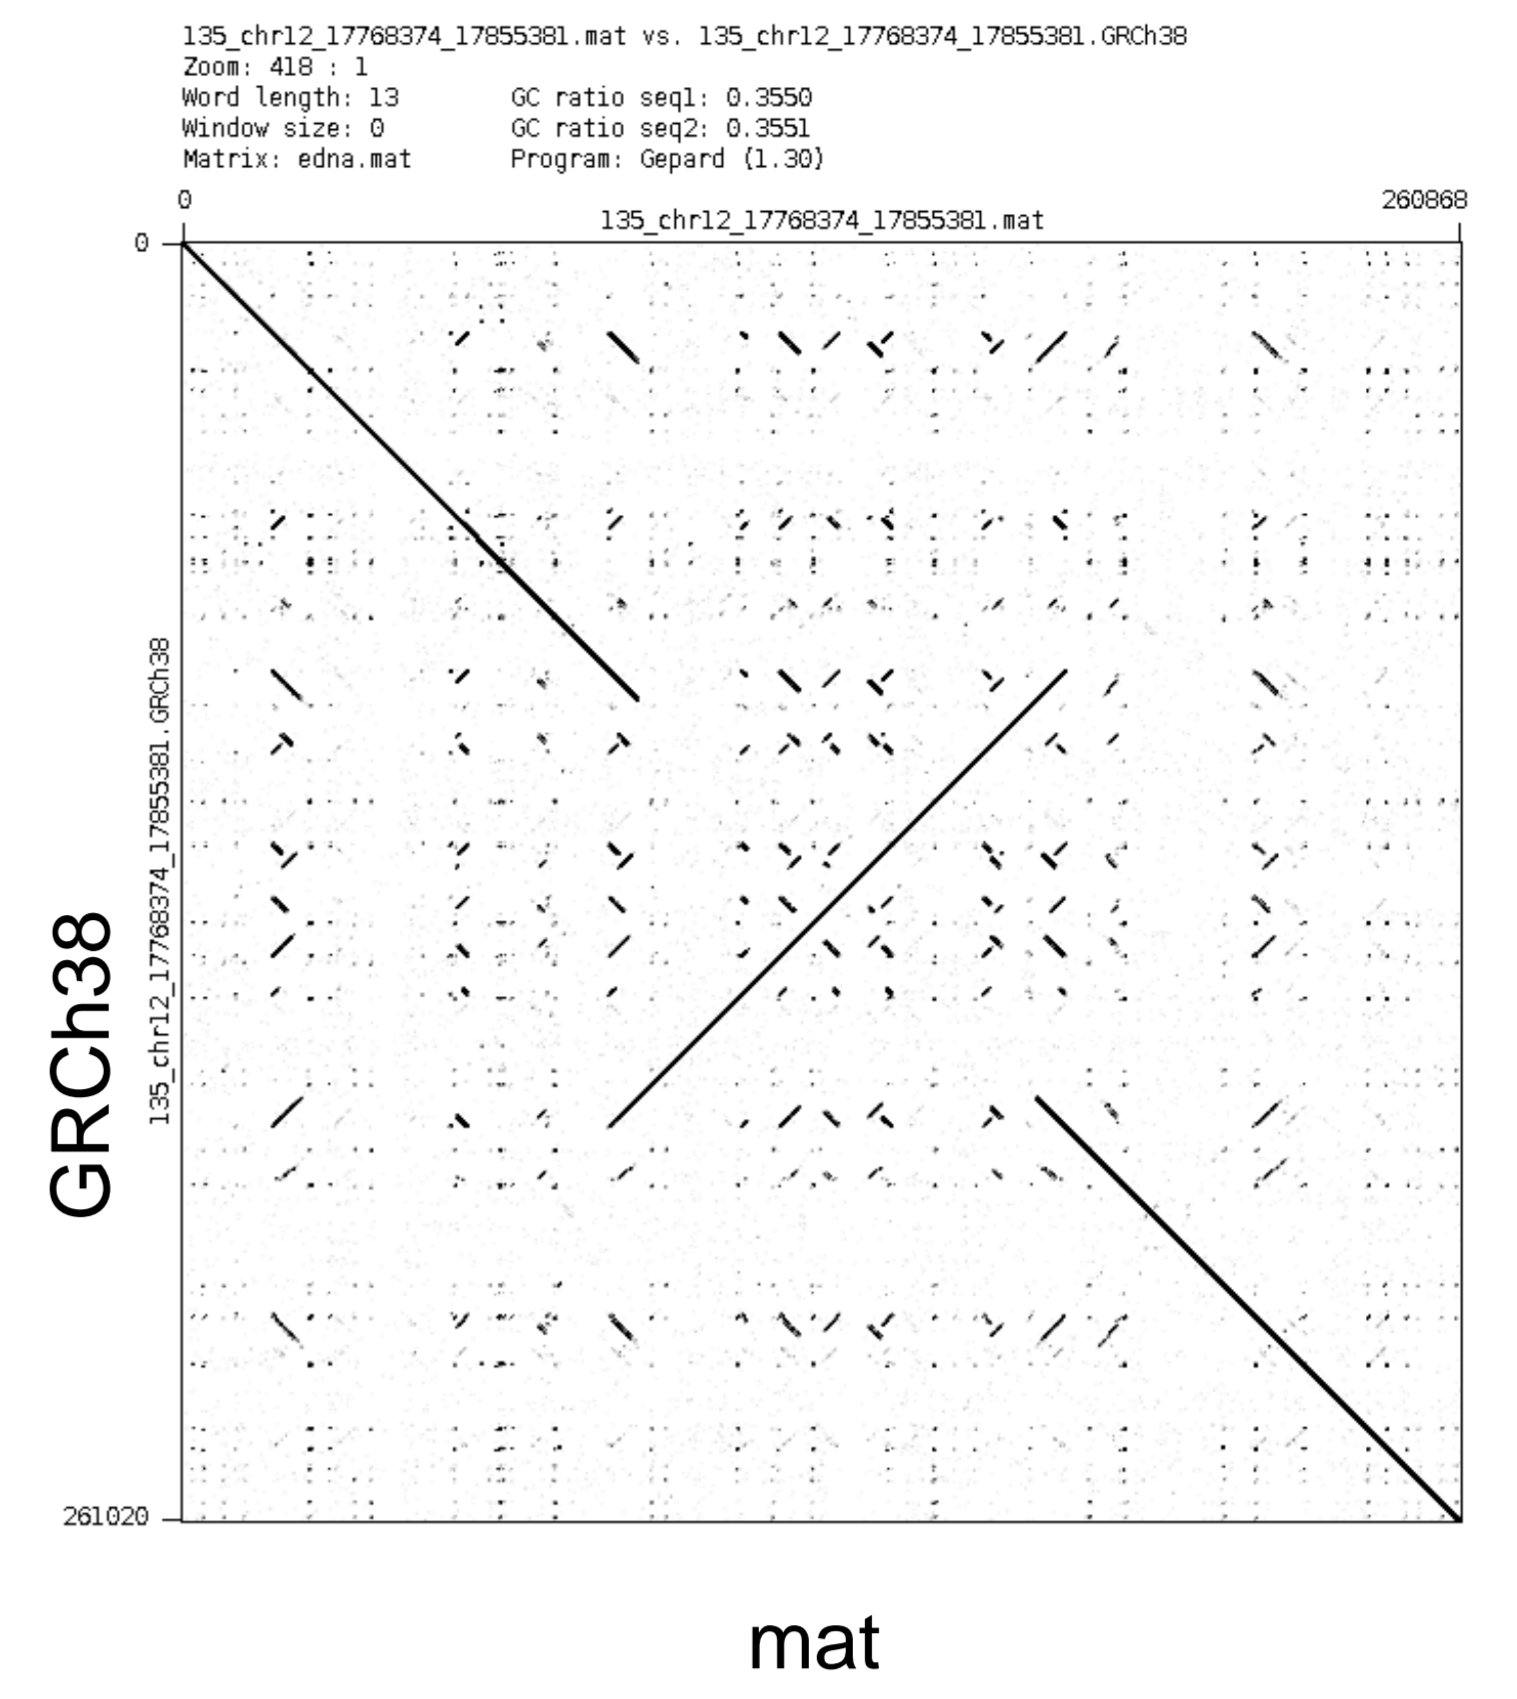 135_chr12_17768374_17855381.mat vs. 135_chr12_17768374_17855381.GRCh38
Zoom: 418 : 1
Word length: 13 GC ratio seq1: 0.3550
Window size: 0 GC ratio seq2: 0.3551
Matrix: edna.mat Program: Gepard (1.30)
0 260868
135_chr12_17768374_17855381.mat
0
135_chr12_17768374_17855381.GRCh38
GRCh38
261020
mat